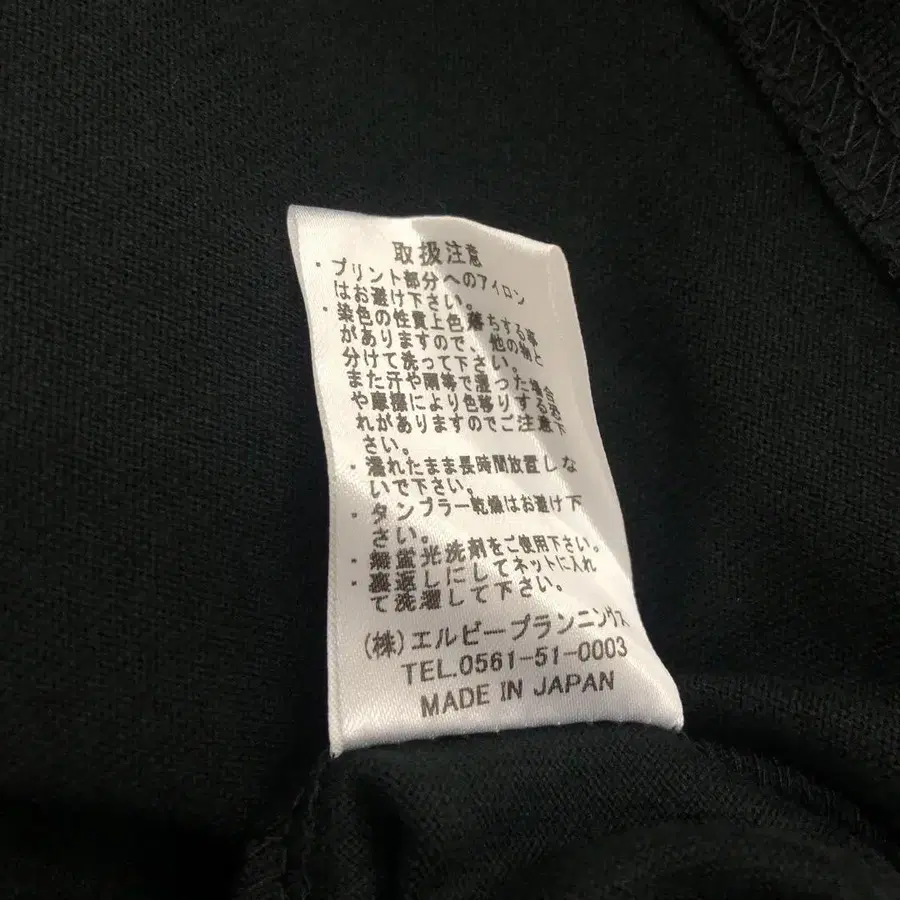 取扱注意
・プリント部分へのアイロン
はお避け下さい。
・染色の性質上色落ちする事
がありますので、他の物と
分けて洗って下さい。
また汗や雨等で湿った場合
や摩擦により色移りする恐
れがありますのでご注意下
さい。
・濡れたまま長時間放置しな
いで下さい。
・タンブラー乾燥はお避け下
さい。
・無蛍光洗剤をご使用下さい。
・裏返しにしてネットに入れ
て洗濯して下さい。
(株)エルビープランニングス
TEL.0561-51-0003
MADE IN JAPAN